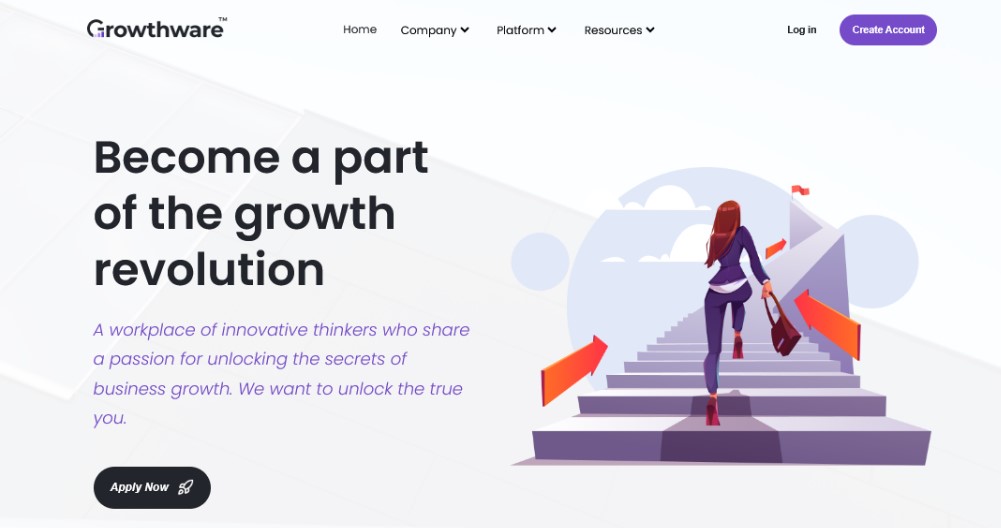 Growthware™
Home Company Platform Resources Log in Create Account
Become a part
of the growth
revolution
A workplace of innovative thinkers who share
a passion for unlocking the secrets of
business growth. We want to unlock the true
you.
Apply Now